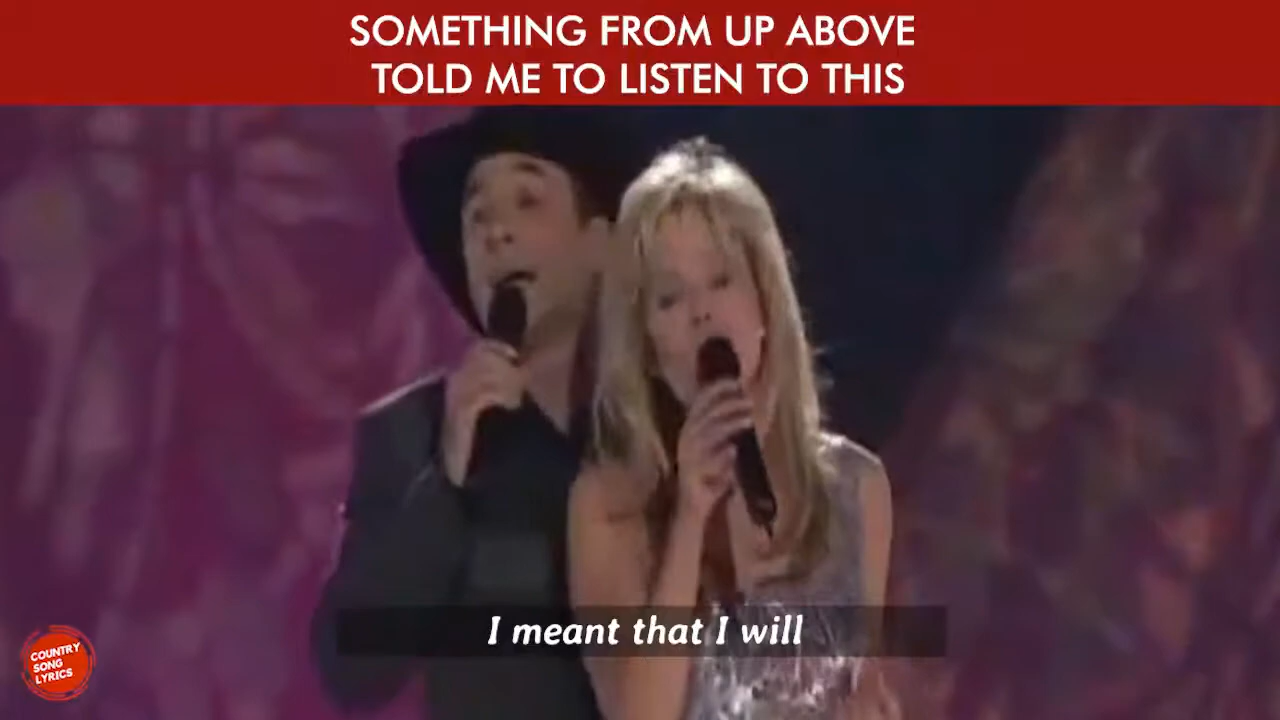 SOMETHING FROM UP ABOVE
TOLD ME TO LISTEN TO THIS
I meant that I will
COUNTRY
SONG
LYRICS